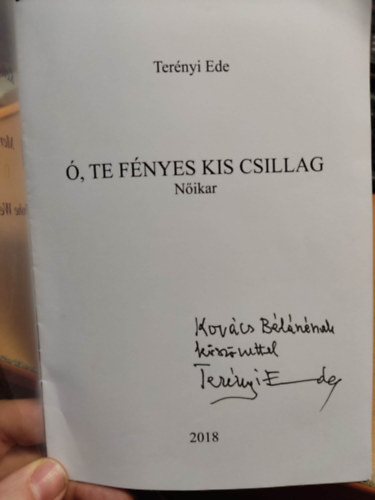 Terényi Ede
Ó, TE FÉNYES KIS CSILLAG
Nőikar
Kovács Bélánénak
köszönettel
Terényi Ede
2018